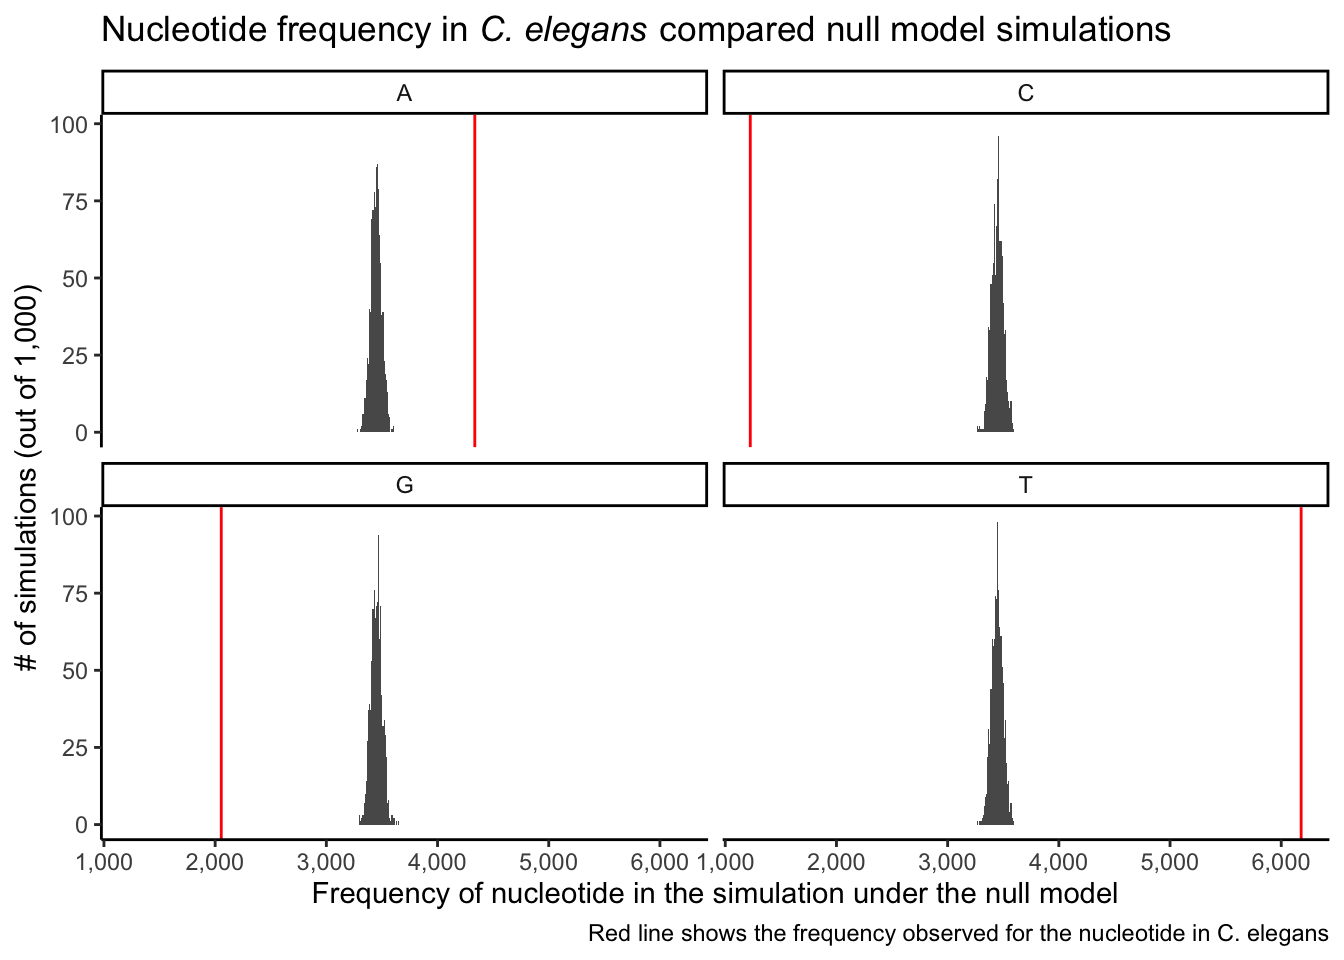 Nucleotide frequency in C. elegans compared null model simulations
A
C
100
75
50
25
0
G
T
100
75
50
25
0
1,000 2,000 3,000 4,000 5,000 6,000 1,000 2,000 3,000 4,000 5,000 6,000
# of simulations (out of 1,000)
Frequency of nucleotide in the simulation under the null model
Red line shows the frequency observed for the nucleotide in C. elegans